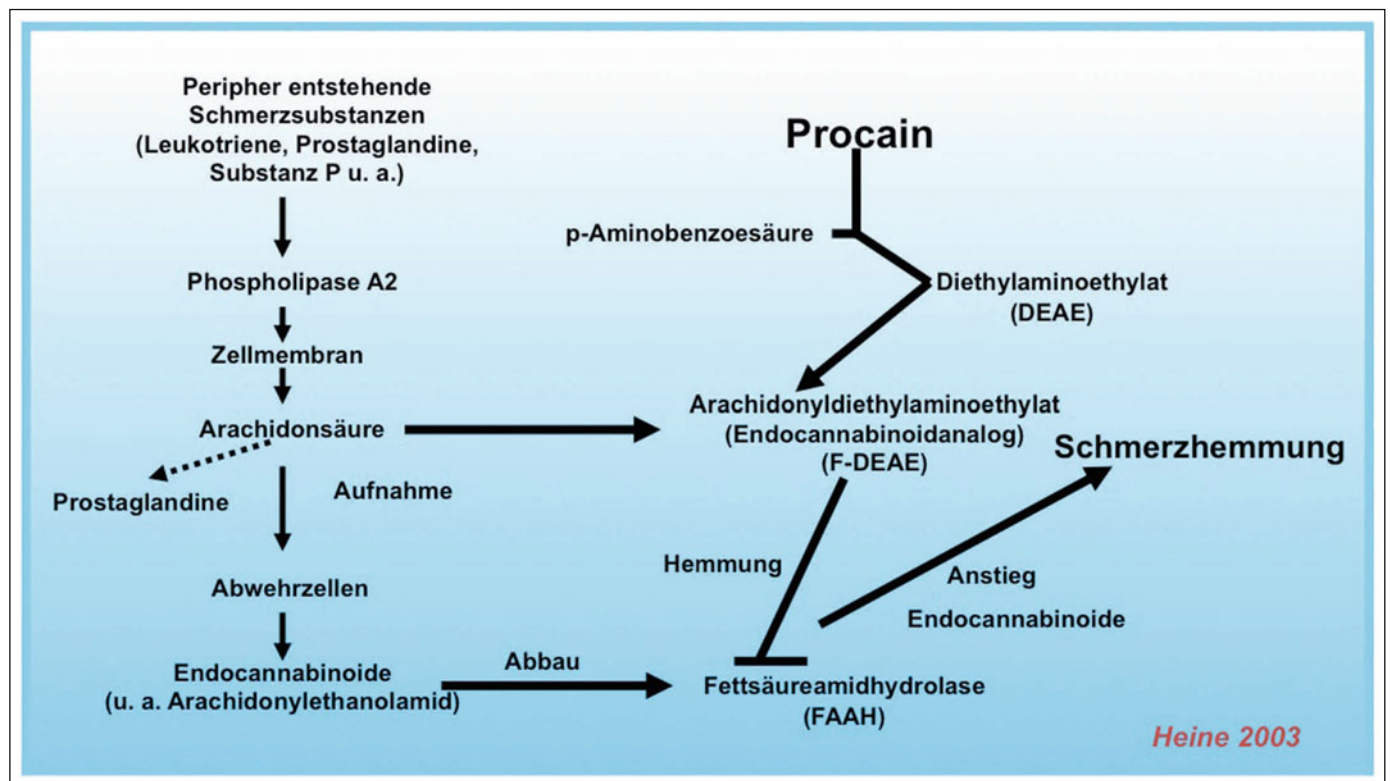 Peripher entstehende
Schmerzsubstanzen
(Leukotriene, Prostaglandine,
Substanz P u. a.)
Phospholipase A2
Zellmembran
Arachidonsäure
Prostaglandine
Aufnahme
Abwehrzellen
Endocannabinoide
(u. a. Arachidonylethanolamid)
Abbau
Procain
p-Aminobenzoesäure
Diethylaminoethylat
(DEAE)
Arachidonyldiethylaminoethylat
(Endocannabinoidanalog)
(F-DEAE)
Schmerzhemmung
Hemmung
Anstieg
Endocannabinoide
Fettsäureamidhydrolase
(FAAH)
Heine 2003